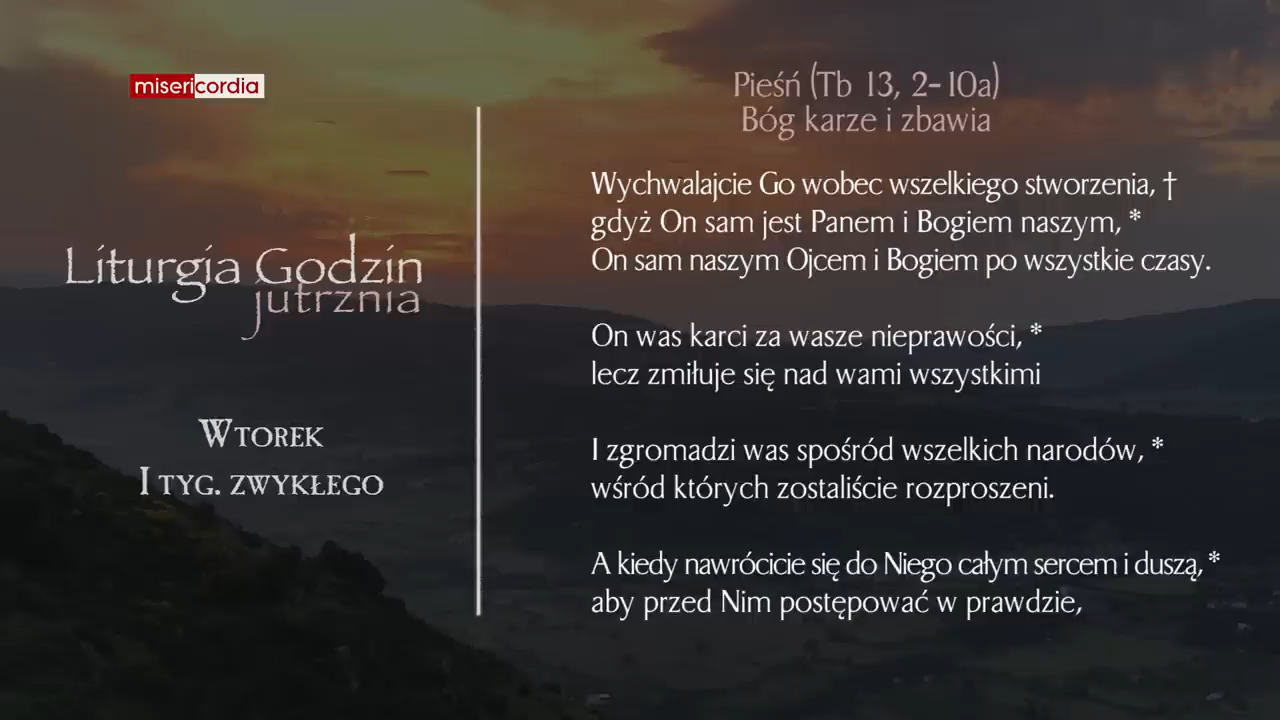 misericordia
Liturgia Godzin
jutrznia
Wtorek
I tyg. zwykłego
Pieśń (Tb 13, 2-10a)
Bóg karze i zbawia
Wychwalajcie Go wobec wszelkiego stworzenia, †
gdyż On sam jest Panem i Bogiem naszym, *
On sam naszym Ojcem i Bogiem po wszystkie czasy.
On was karci za wasze nieprawości, *
lecz zmiłuje się nad wami wszystkimi
I zgromadzi was spośród wszelkich narodów, *
wśród których zostaliście rozproszeni.
A kiedy nawrócicie się do Niego całym sercem i duszą, *
aby przed Nim postępować w prawdzie,